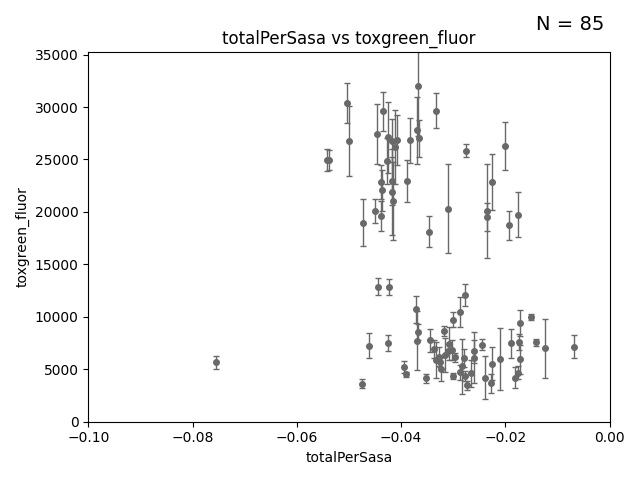 N = 85
totalPerSasa vs toxgreen_fluor
toxgreen_fluor
35000
30000
25000
20000
15000
10000
5000
0
−0.10 −0.08 −0.06 −0.04 −0.02 0.00
totalPerSasa